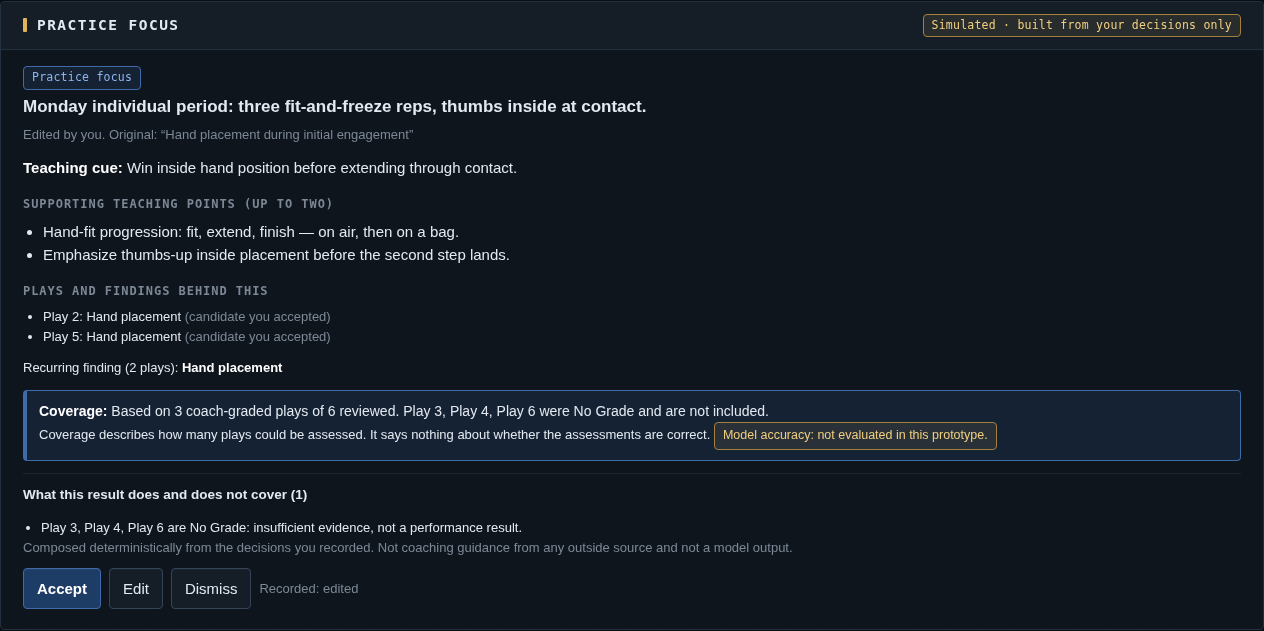 PRACTICE FOCUS
Simulated · built from your decisions only
Practice focus
Monday individual period: three fit-and-freeze reps, thumbs inside at contact.
Edited by you. Original: “Hand placement during initial engagement”
Teaching cue: Win inside hand position before extending through contact.
SUPPORTING TEACHING POINTS (UP TO TWO)
• Hand-fit progression: fit, extend, finish — on air, then on a bag.
• Emphasize thumbs-up inside placement before the second step lands.
PLAYS AND FINDINGS BEHIND THIS
• Play 2: Hand placement (candidate you accepted)
• Play 5: Hand placement (candidate you accepted)
Recurring finding (2 plays): Hand placement
Coverage: Based on 3 coach-graded plays of 6 reviewed. Play 3, Play 4, Play 6 were No Grade and are not included.
Coverage describes how many plays could be assessed. It says nothing about whether the assessments are correct. Model accuracy: not evaluated in this prototype.
What this result does and does not cover (1)
• Play 3, Play 4, Play 6 are No Grade: insufficient evidence, not a performance result.
Composed deterministically from the decisions you recorded. Not coaching guidance from any outside source and not a model output.
Accept Edit Dismiss Recorded: edited